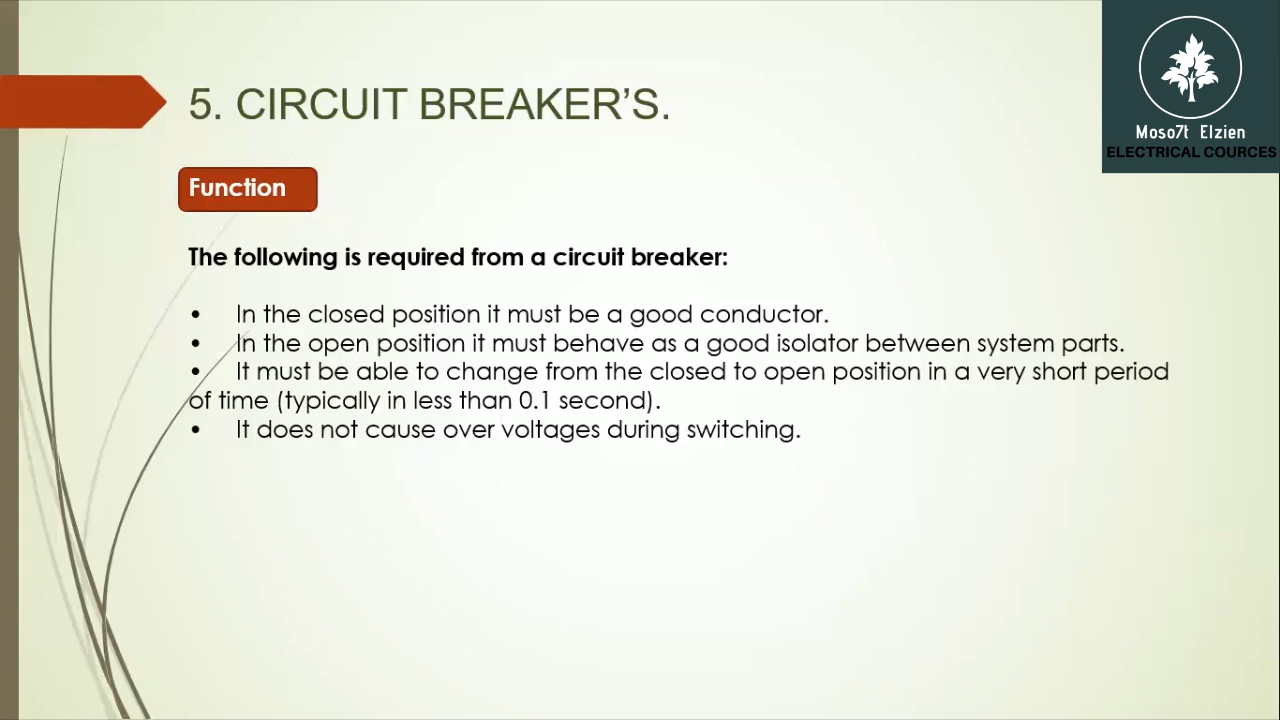 5. CIRCUIT BREAKER’S.
Moso7t Elzien
ELECTRICAL COURCES
Function
The following is required from a circuit breaker:
• In the closed position it must be a good conductor.
• In the open position it must behave as a good isolator between system parts.
• It must be able to change from the closed to open position in a very short period
of time (typically in less than 0.1 second).
• It does not cause over voltages during switching.